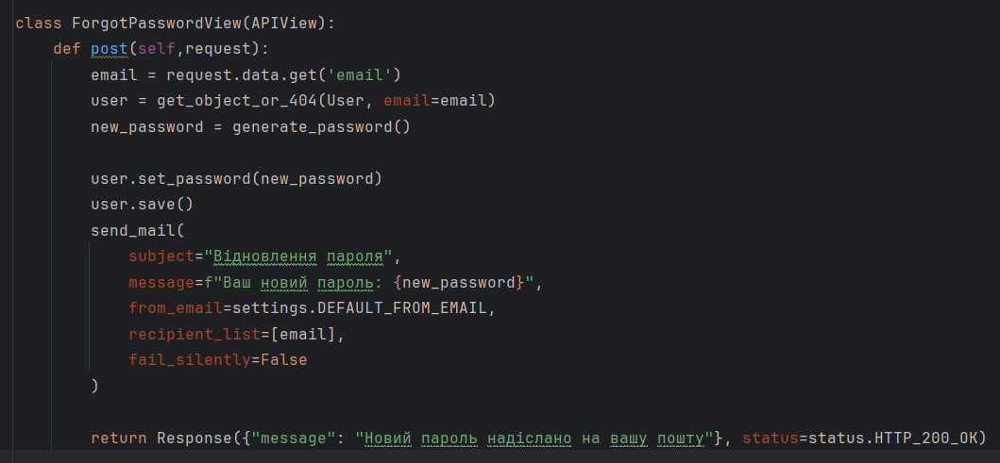 class ForgotPasswordView(APIView):
    def post(self,request):
        email = request.data.get('email')
        user = get_object_or_404(User, email=email)
        new_password = generate_password()

        user.set_password(new_password)
        user.save()
        send_mail(
            subject="Відновлення пароля",
            message=f"Ваш новий пароль: {new_password}",
            from_email=settings.DEFAULT_FROM_EMAIL,
            recipient_list=[email],
            fail_silently=False
        )

        return Response({"message": "Новий пароль надіслано на вашу пошту"}, status=status.HTTP_200_OK)